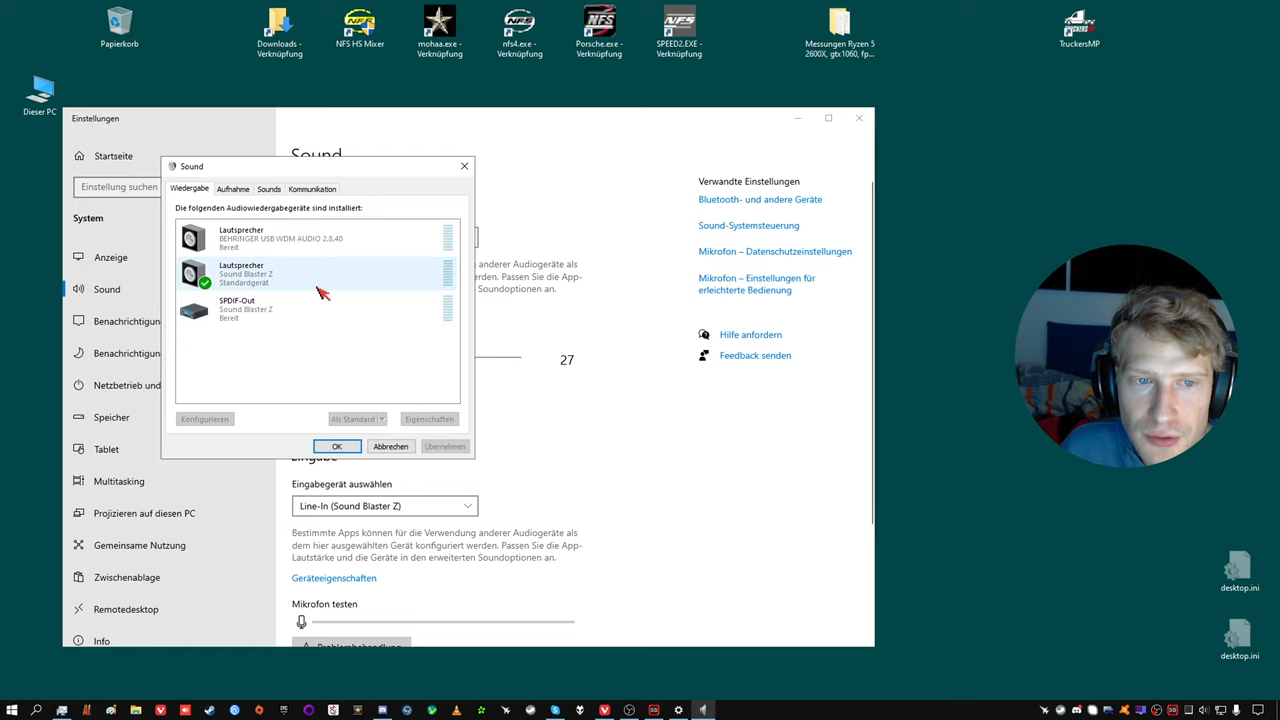 Papierkorb
Downloads -
Verknüpfung
NFS HS Mixer
mohaa.exe -
Verknüpfung
nfs4.exe -
Verknüpfung
Porsche.exe -
Verknüpfung
SPEED2.EXE -
Verknüpfung
Messungen Ryzen 5
2600X, gtx1060, fp...
TruckersMP
Dieser PC
Einstellungen
Startseite
Einstellung suchen
System
Anzeige
Sound
Benachrichtigun
Benachrichtigun
Netzbetrieb und
Speicher
Tablet
Multitasking
Projizieren auf diesen PC
Gemeinsame Nutzung
Zwischenablage
Remotedesktop
Info
Sound
Sound
Wiedergabe Aufnahme Sounds Kommunikation
Die folgenden Audiowiedergabegeräte sind installiert:
Lautsprecher
BEHRINGER USB WDM AUDIO 2.8.40
Bereit
Lautsprecher
Sound Blaster Z
Standardgerät
SPDIF-Out
Sound Blaster Z
Bereit
Konfigurieren Als Standard Eigenschaften
OK Abbrechen Übernehmen
anderer Audiogeräte als
erden. Passen Sie die App-
Soundoptionen an.
27
Eingabe
Eingabegerät auswählen
Line-In (Sound Blaster Z)
Bestimmte Apps können für die Verwendung anderer Audiogeräte als
dem hier ausgewählten Gerät konfiguriert werden. Passen Sie die App-
Lautstärke und die Geräte in den erweiterten Soundoptionen an.
Geräteeigenschaften
Mikrofon testen
Problembehandlung
Verwandte Einstellungen
Bluetooth- und andere Geräte
Sound-Systemsteuerung
Mikrofon – Datenschutzeinstellungen
Mikrofon – Einstellungen für
erleichterte Bedienung
Hilfe anfordern
Feedback senden
desktop.ini
desktop.ini